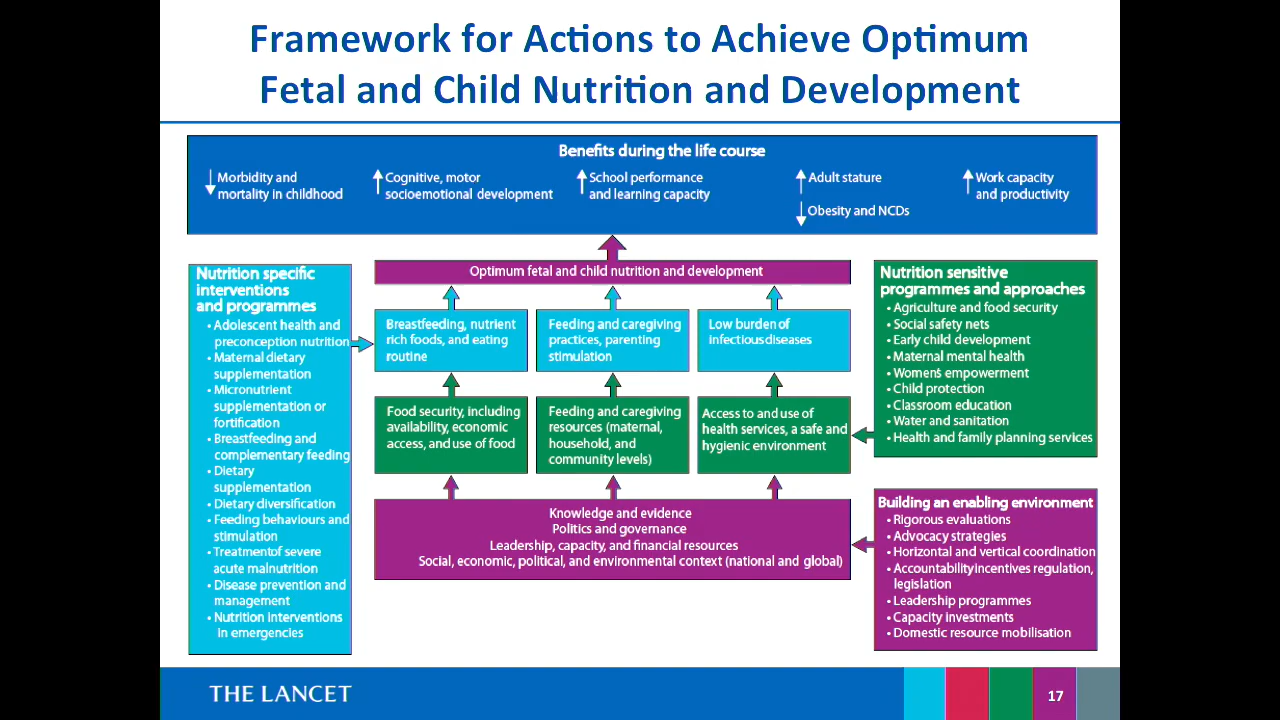 Framework for Actions to Achieve Optimum
Fetal and Child Nutrition and Development
Benefits during the life course
Morbidity and
mortality in childhood
Cognitive, motor
socioemotional development
School performance
and learning capacity
Adult stature
Obesity and NCDs
Work capacity
and productivity
Nutrition specific
interventions
and programmes
• Adolescent health and
preconception nutrition
• Maternal dietary
supplementation
• Micronutrient
supplementation or
fortification
• Breastfeeding and
complementary feeding
• Dietary
supplementation
• Dietary diversification
• Feeding behaviours and
stimulation
• Treatmentof severe
acute malnutrition
• Disease prevention and
management
• Nutrition interventions
in emergencies
Optimum fetal and child nutrition and development
Breastfeeding, nutrient
rich foods, and eating
routine
Feeding and caregiving
practices, parenting
stimulation
Low burden of
infectiousdiseases
Food security, including
availability, economic
access, and use of food
Feeding and caregiving
resources (maternal,
household, and
community levels)
Access to and use of
health services, a safe and
hygienic environment
Knowledge and evidence
Politics and governance
Leadership, capacity, and financial resources
Social, economic, political, and environmental context (national and global)
Nutrition sensitive
programmes and approaches
• Agriculture and food security
• Social safety nets
• Early child development
• Maternal mental health
• Women's empowerment
• Child protection
• Classroom education
• Water and sanitation
• Health and family planning services
Building an enabling environment
• Rigorous evaluations
• Advocacy strategies
• Horizontal and vertical coordination
• Accountabilityincentives regulation,
legislation
• Leadership programmes
• Capacity investments
• Domestic resource mobilisation
THE LANCET
17